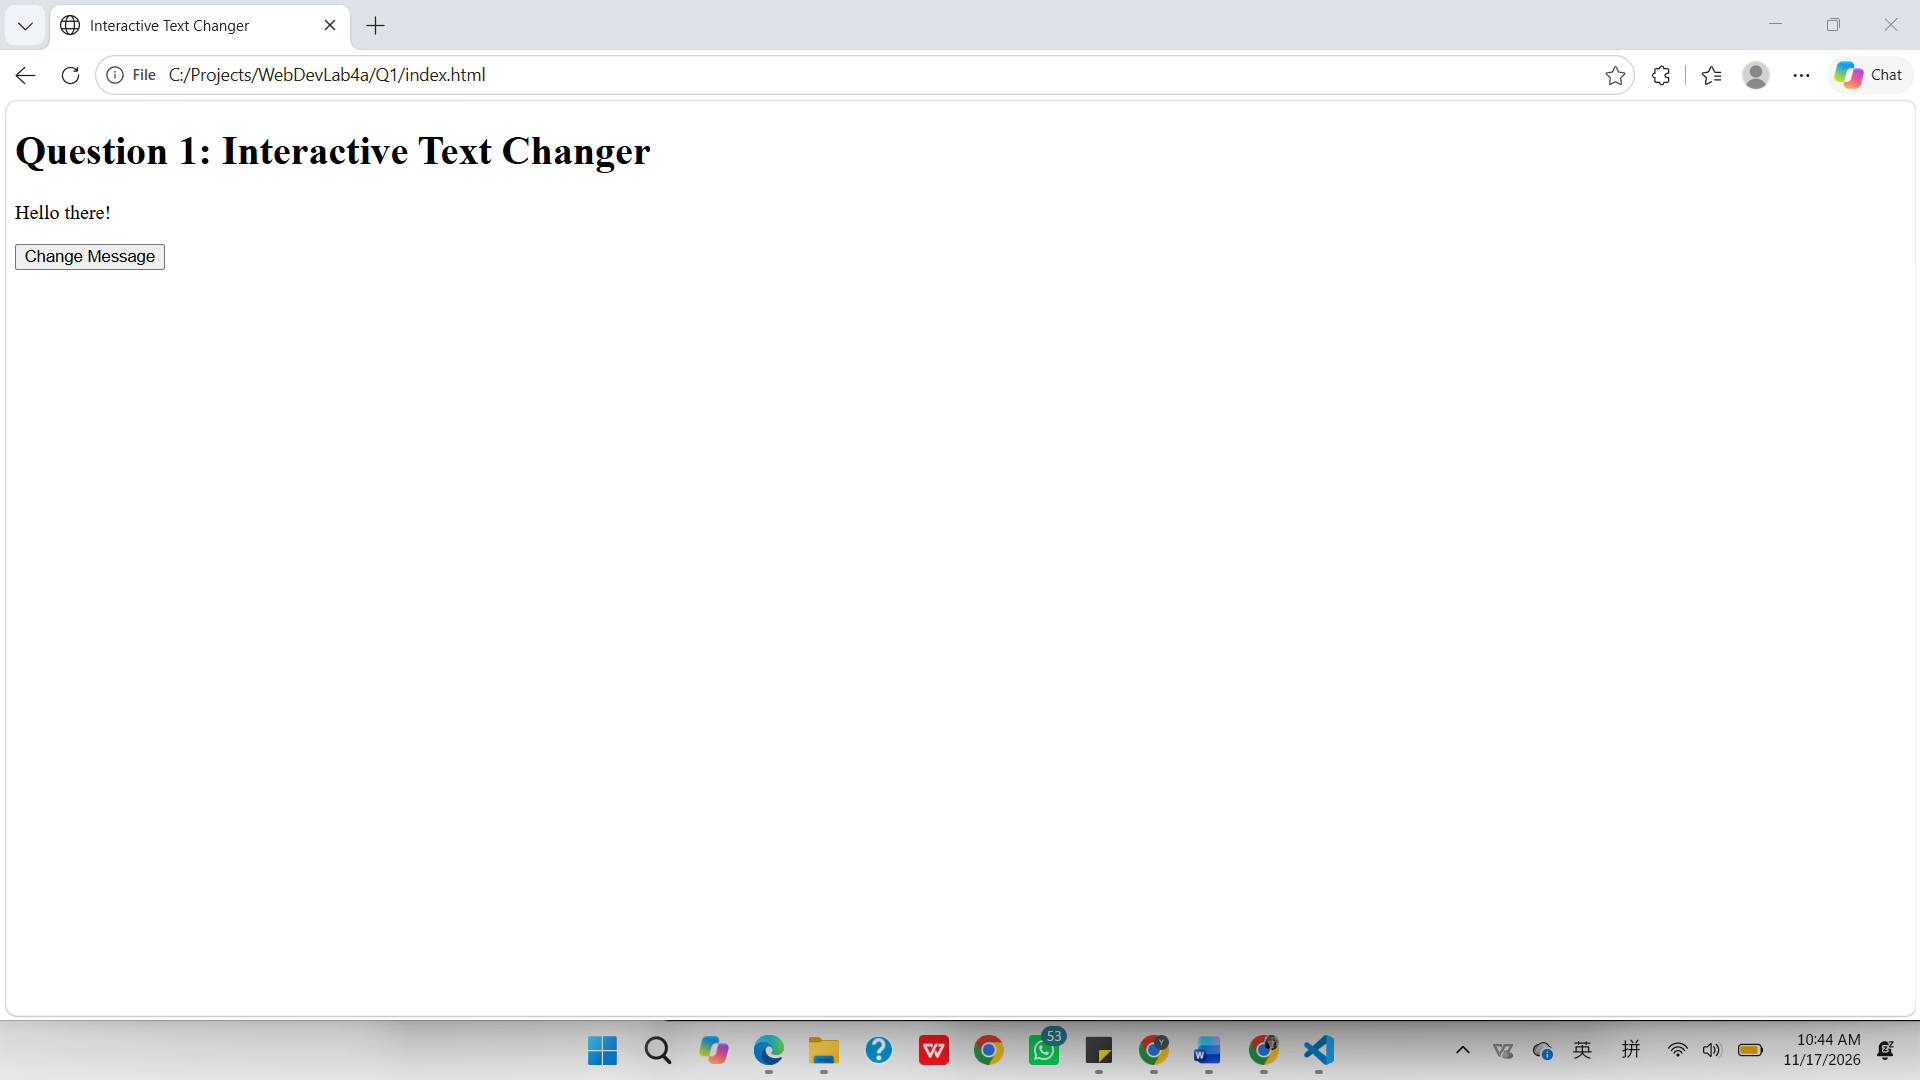 Interactive Text Changer
File C:/Projects/WebDevLab4a/Q1/index.html
Chat
Question 1: Interactive Text Changer
Hello there!
Change Message
53
Y
W
W
英
拼
10:44 AM
11/17/2026